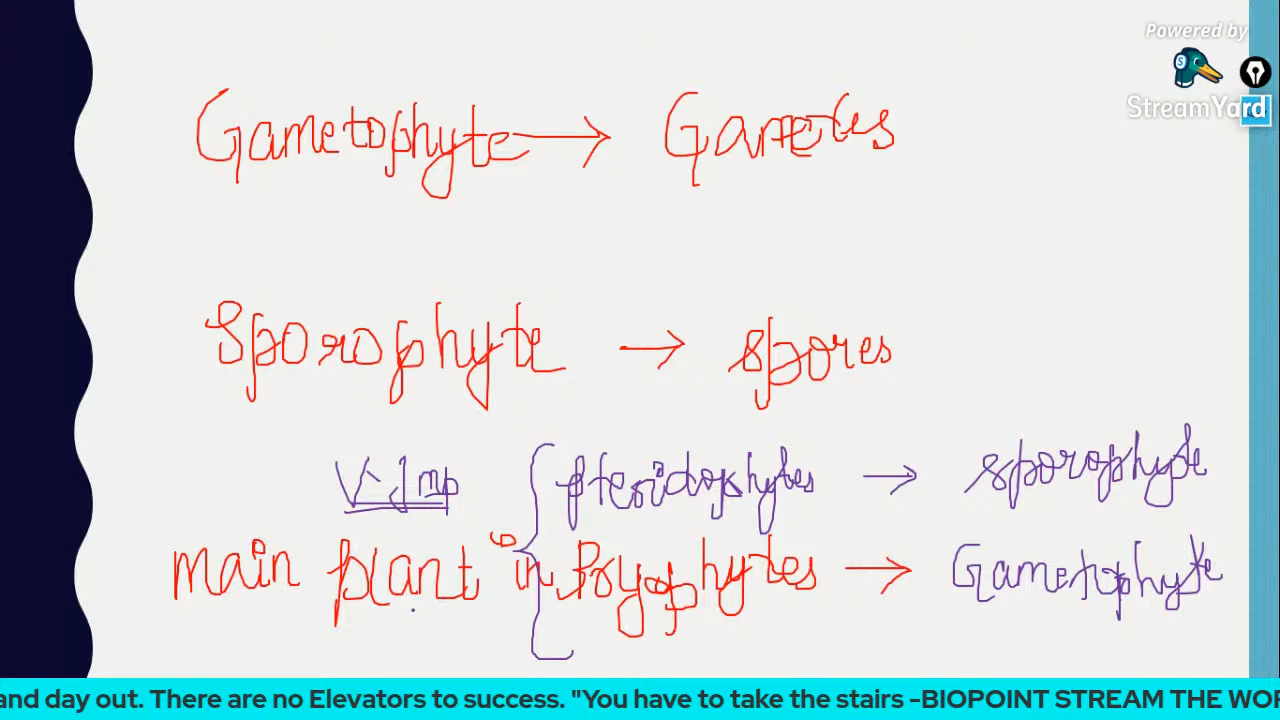 Powered by
StreamYard
Gametophyte → Gametes
Sporophyte → spores
V. Imp { pteridophytes → sporophyte
main plant in Bryophytes → Gametophyte
and day out. There are no Elevators to success. "You have to take the stairs -BIOPOINT STREAM THE WOR